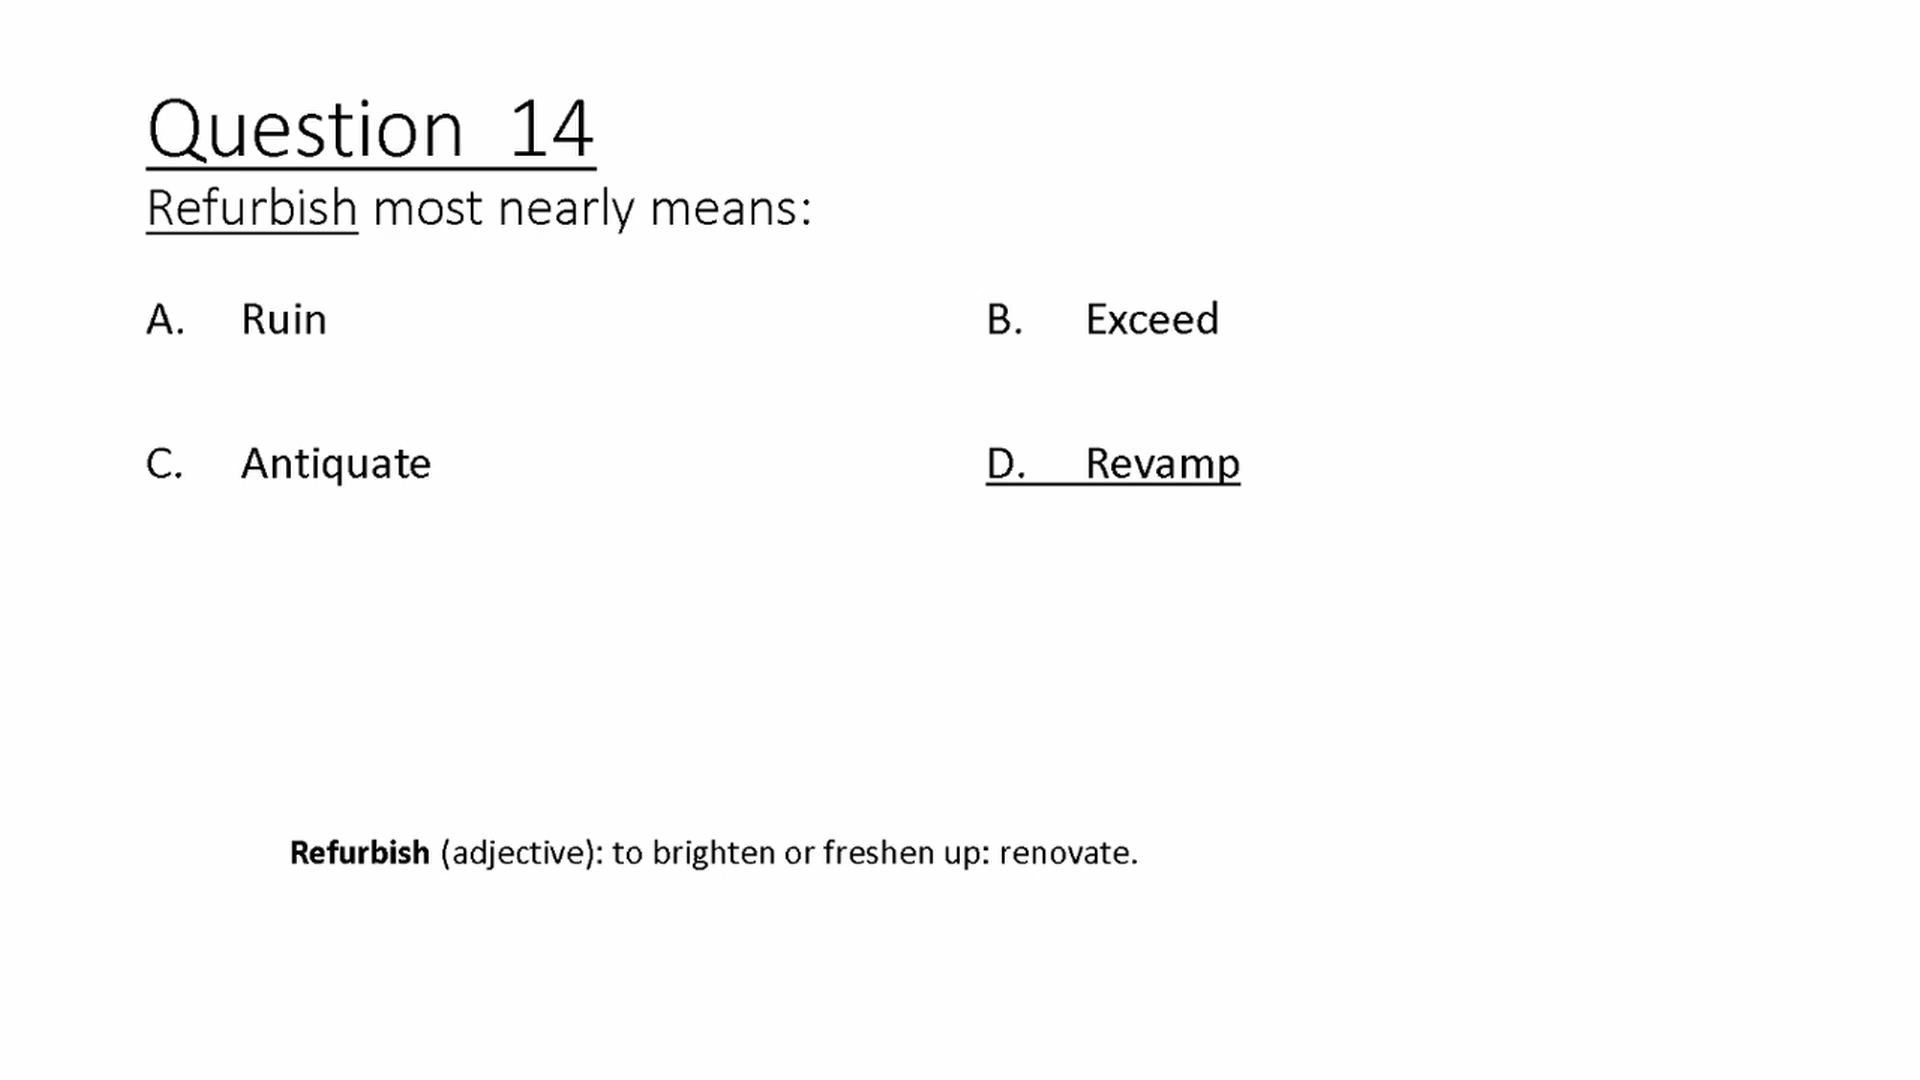 Question 14
Refurbish most nearly means:
A. Ruin
B. Exceed
C. Antiquate
D. Revamp
Refurbish (adjective): to brighten or freshen up: renovate.